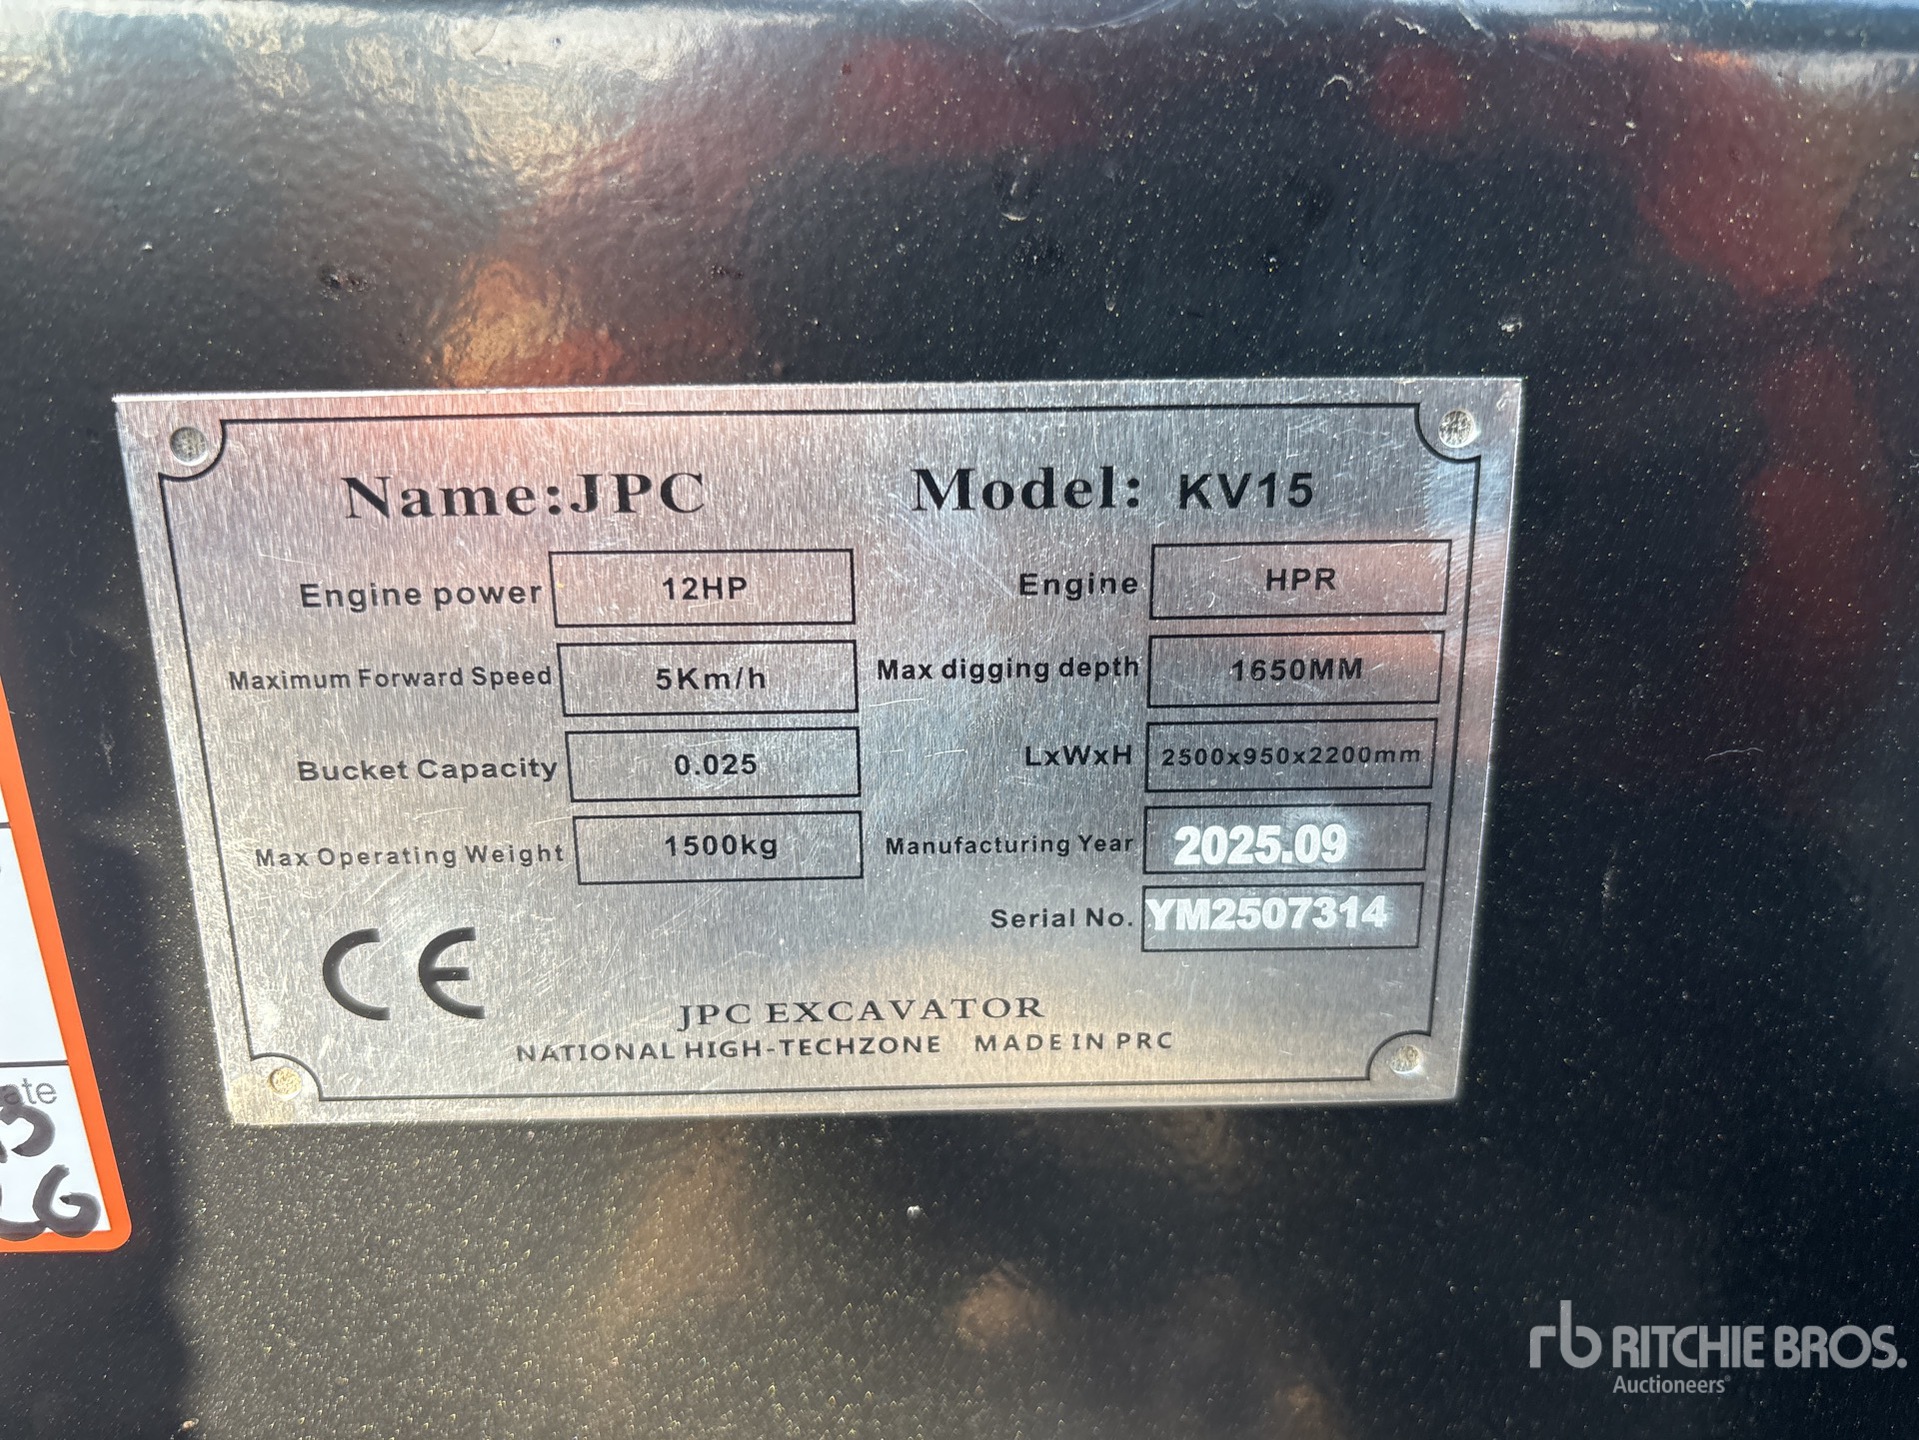 Name:JPC Model: KV15
Engine power 12HP Engine HPR
Maximum Forward Speed 5Km/h Max digging depth 1650MM
Bucket Capacity 0.025 LxWxH 2500x950x2200mm
Max Operating Weight 1500kg Manufacturing Year 2025.09
Serial No. YM2507314
CE
JPC EXCAVATOR
NATIONAL HIGH-TECHZONE MADE IN PRC
rb RITCHIE BROS.
Auctioneers